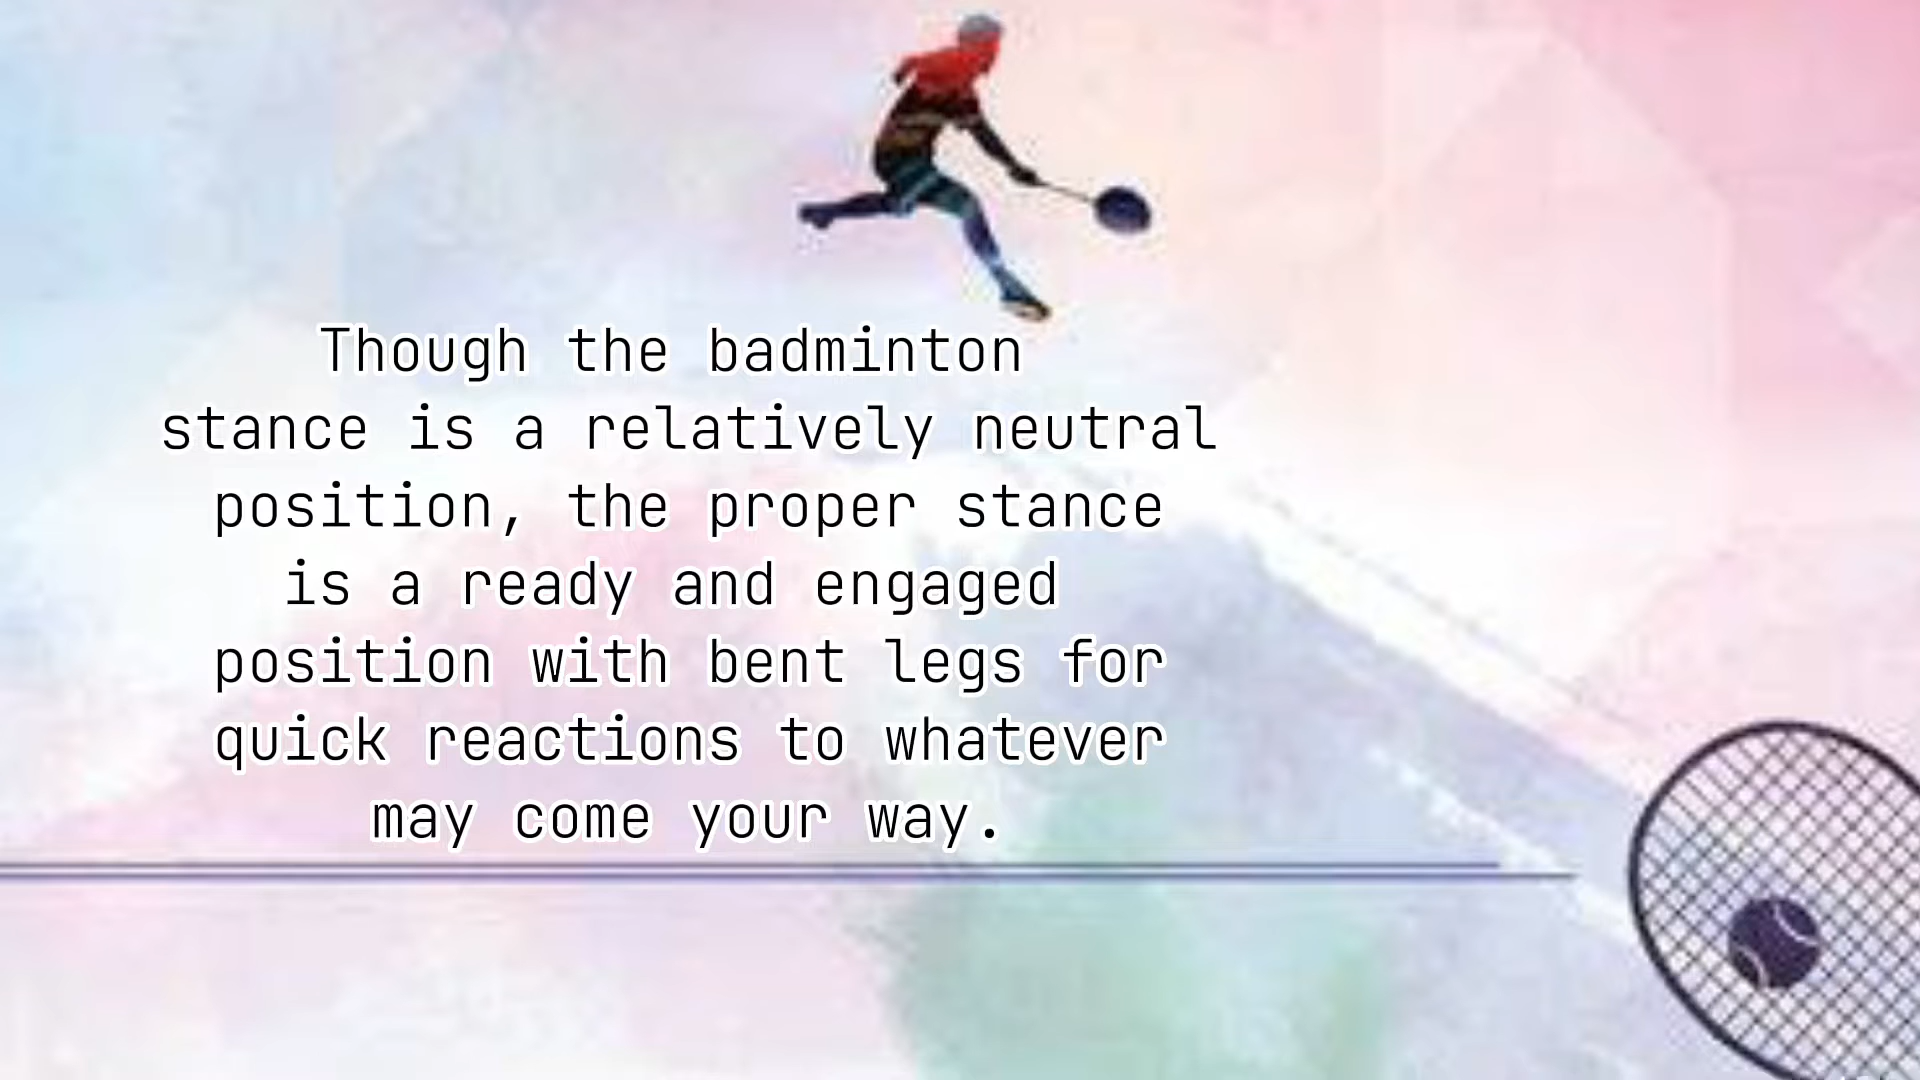 Though the badminton
stance is a relatively neutral
position, the proper stance
is a ready and engaged
position with bent legs for
quick reactions to whatever
may come your way.